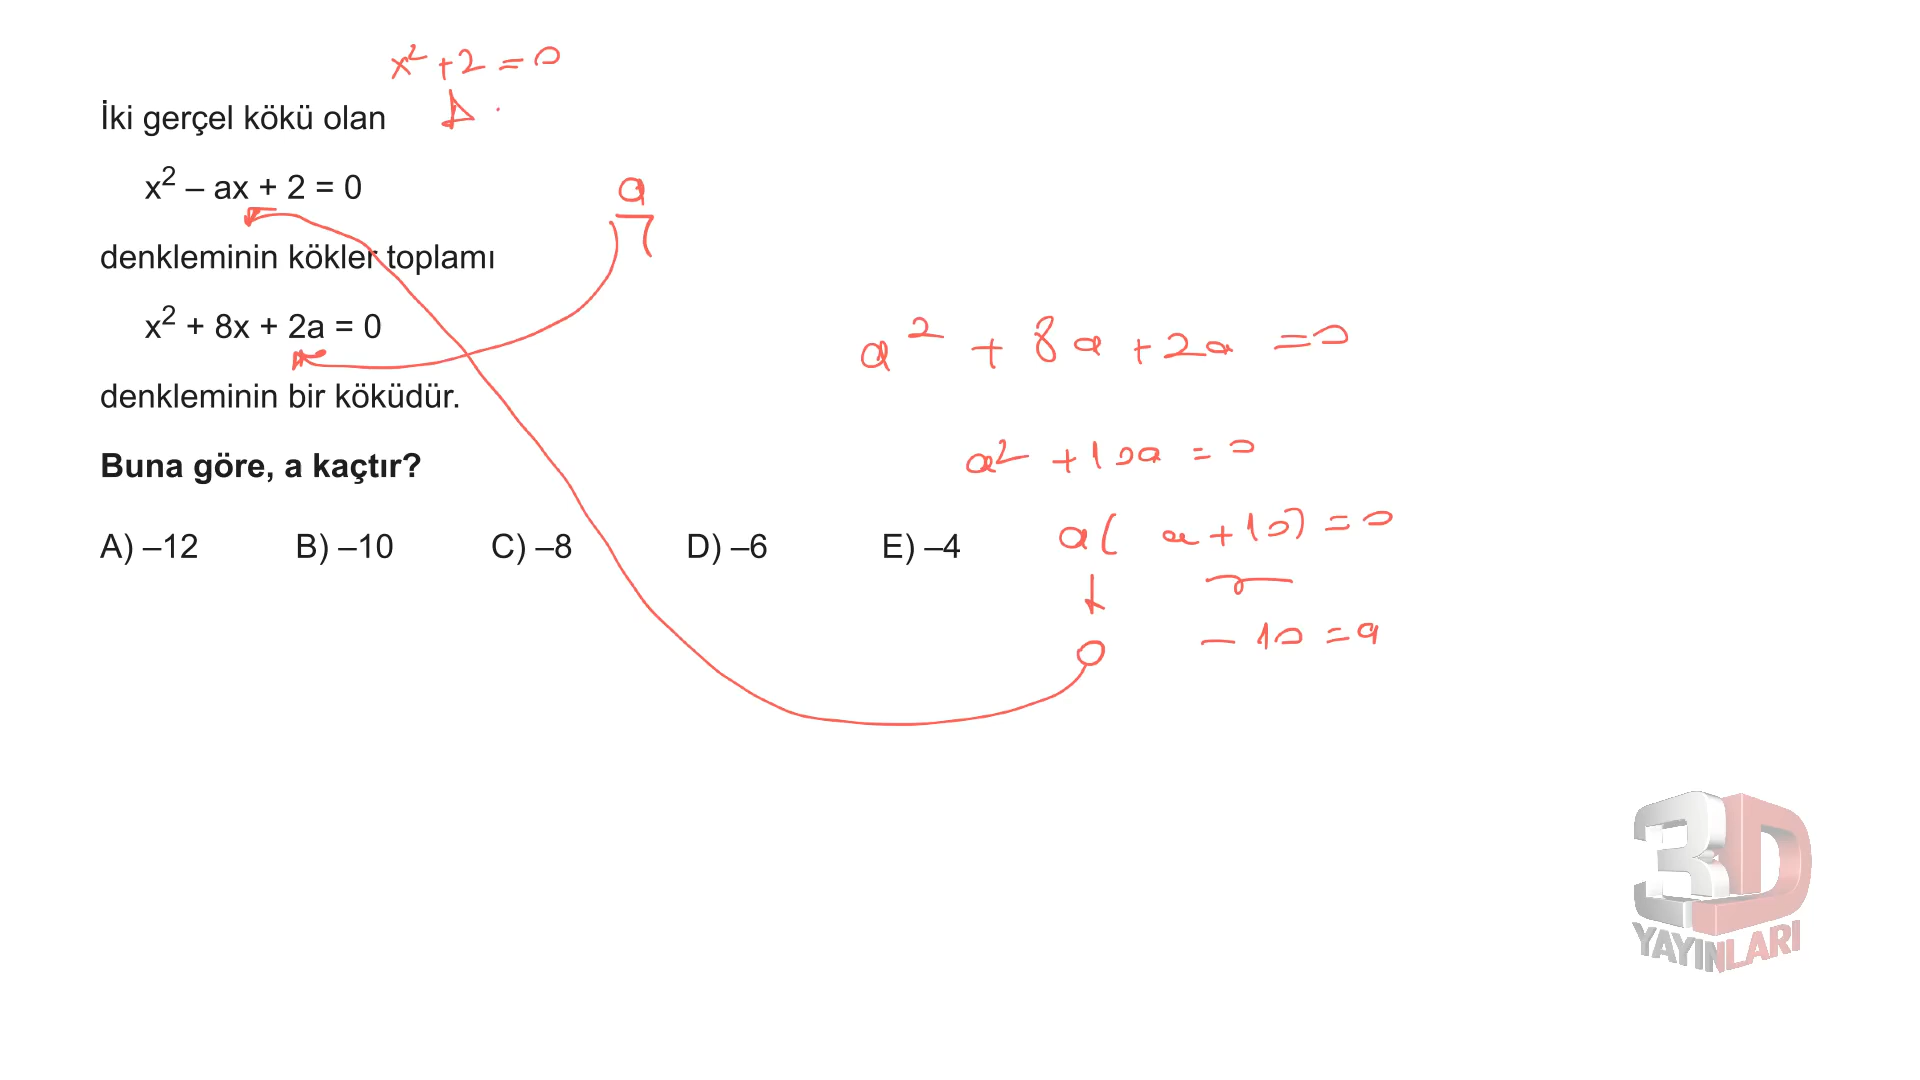 x² + 2 = 0
İki gerçel kökü olan
Δ
x² – ax + 2 = 0
a
denkleminin kökler toplamı
x² + 8x + 2a = 0
a² + 8a + 2a = 0
denkleminin bir köküdür.
Buna göre, a kaçtır?
a² + 10a = 0
a( a + 10) = 0
A) –12 B) –10 C) –8 D) –6 E) –4
0 – 10 = a
3D
YAYINLARI